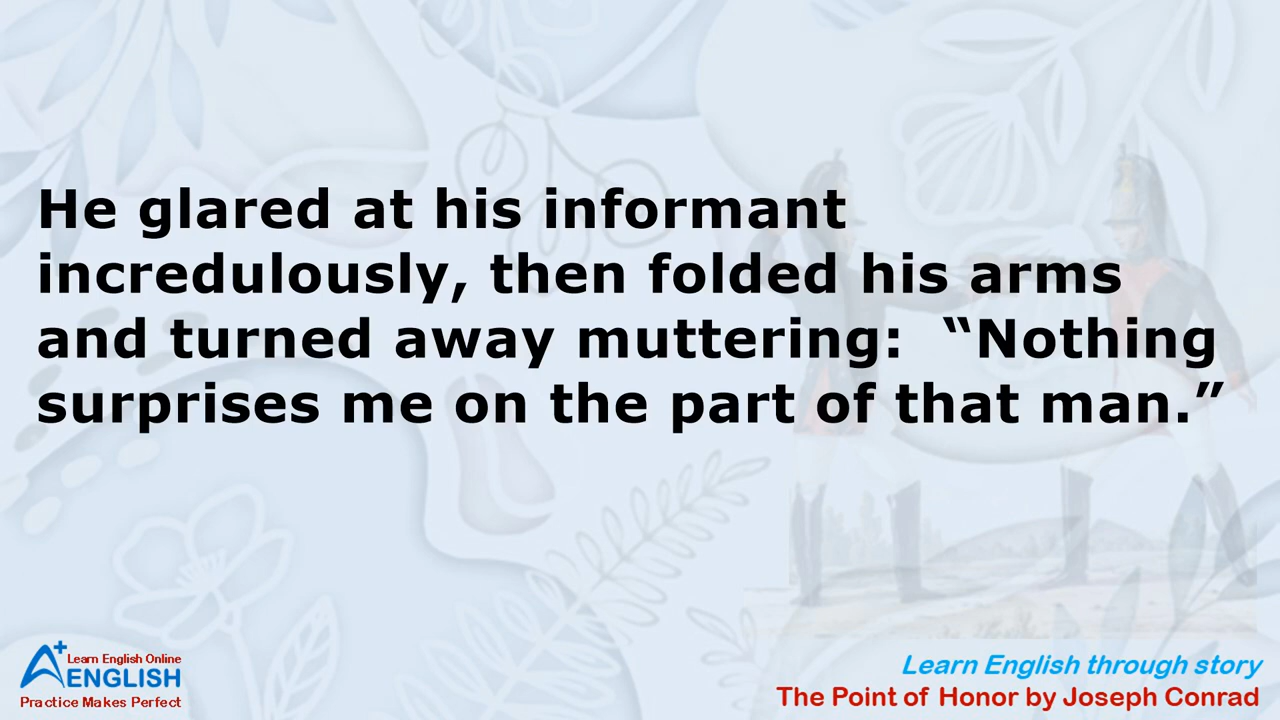 He glared at his informant
incredulously, then folded his arms
and turned away muttering:  “Nothing
surprises me on the part of that man.”
A+
Learn English Online
ENGLISH
Practice Makes Perfect
Learn English through story
The Point of Honor by Joseph Conrad